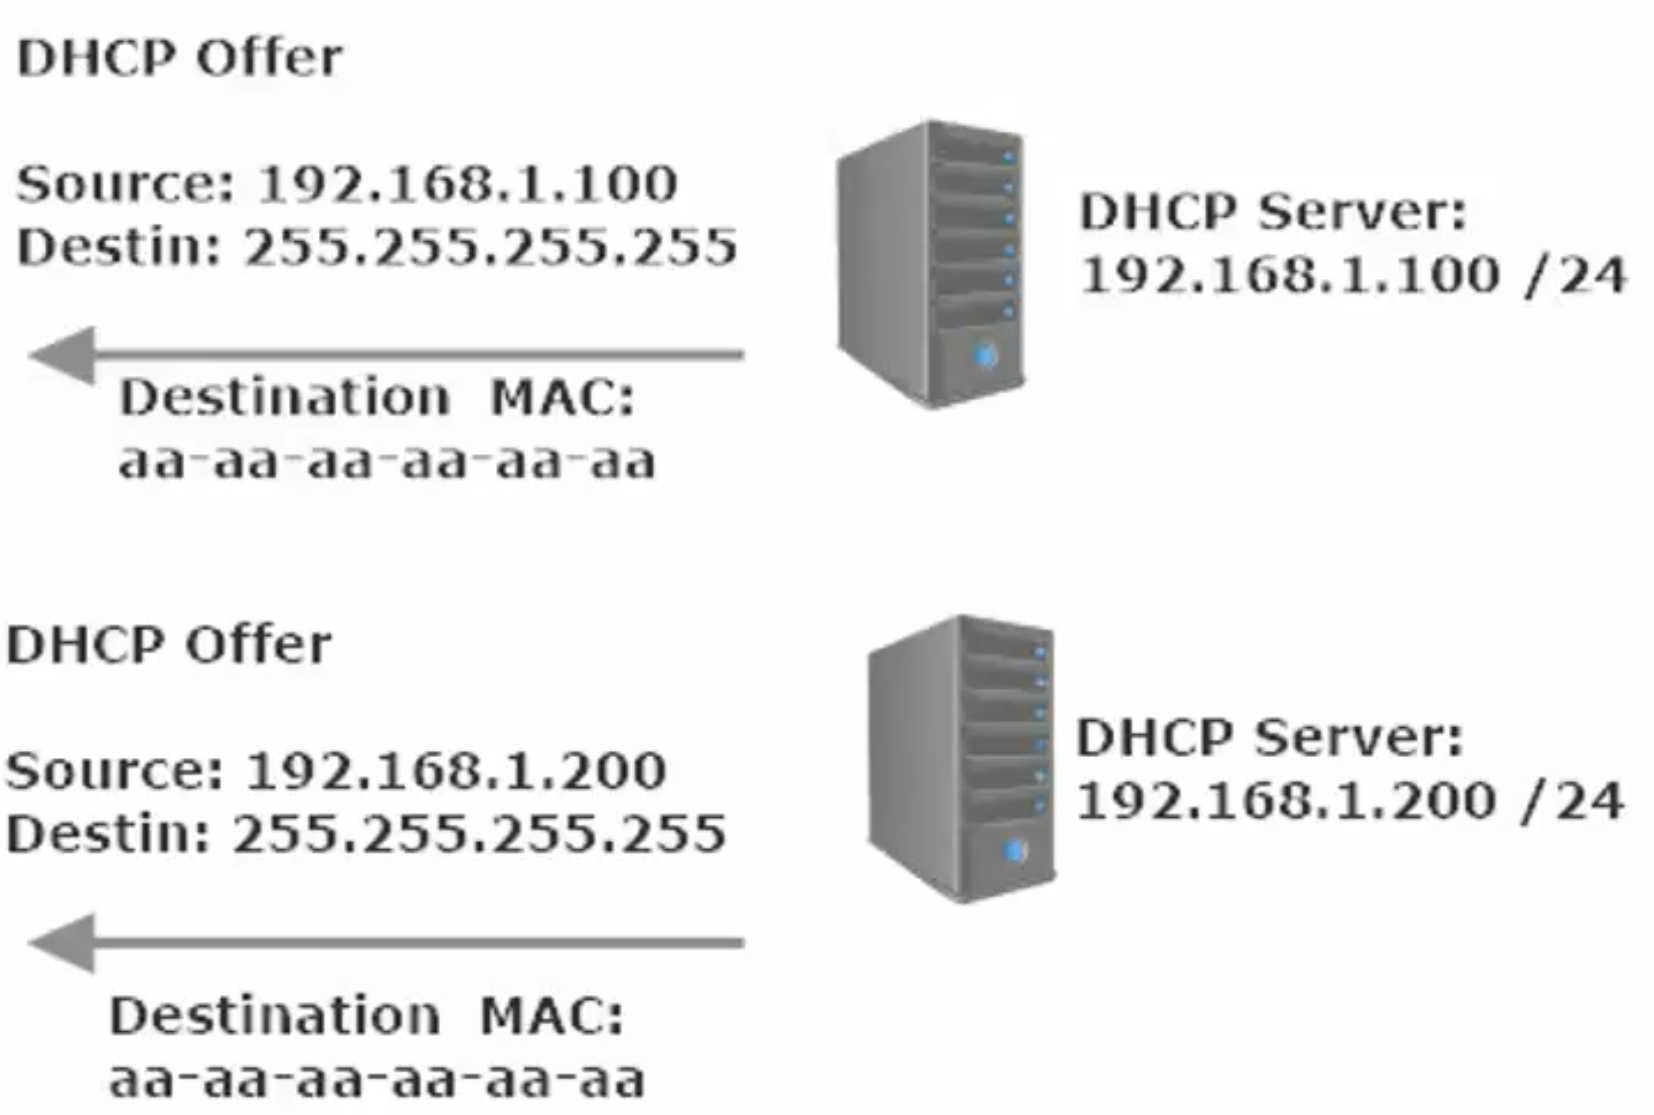 DHCP Offer
Source: 192.168.1.100
Destin: 255.255.255.255
Destination MAC:
aa-aa-aa-aa-aa-aa
DHCP Server:
192.168.1.100 /24
DHCP Offer
Source: 192.168.1.200
Destin: 255.255.255.255
Destination MAC:
aa-aa-aa-aa-aa-aa
DHCP Server:
192.168.1.200 /24